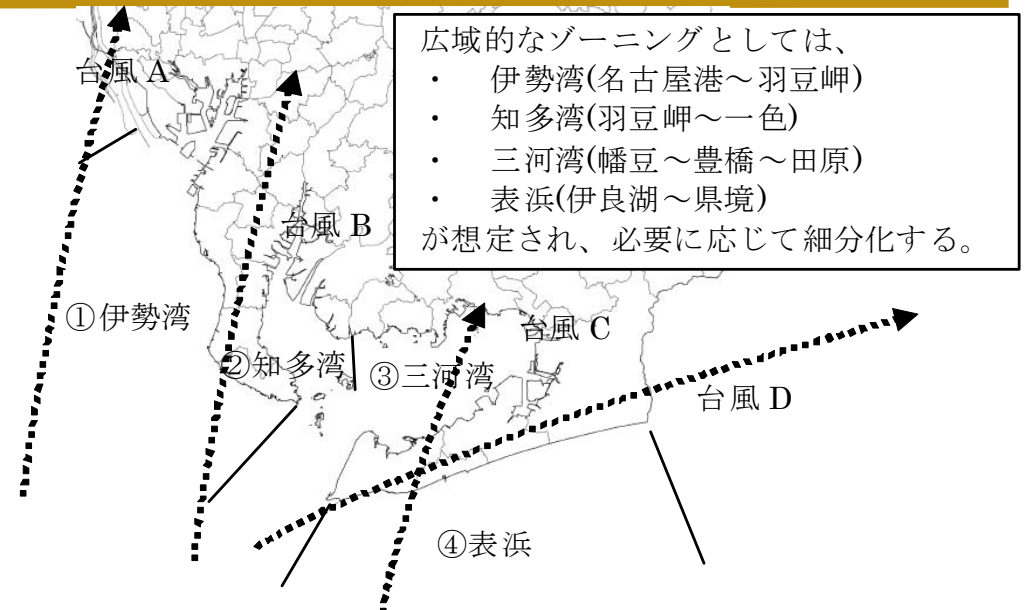 広域的なゾーニングとしては、
・ 伊勢湾(名古屋港～羽豆岬)
・ 知多湾(羽豆岬～一色)
・ 三河湾(幡豆～豊橋～田原)
・ 表浜(伊良湖～県境)
が想定され、必要に応じて細分化する。
台風 A
台風 B
①伊勢湾
台風 C
②知多湾
③三河湾
台風 D
④表浜